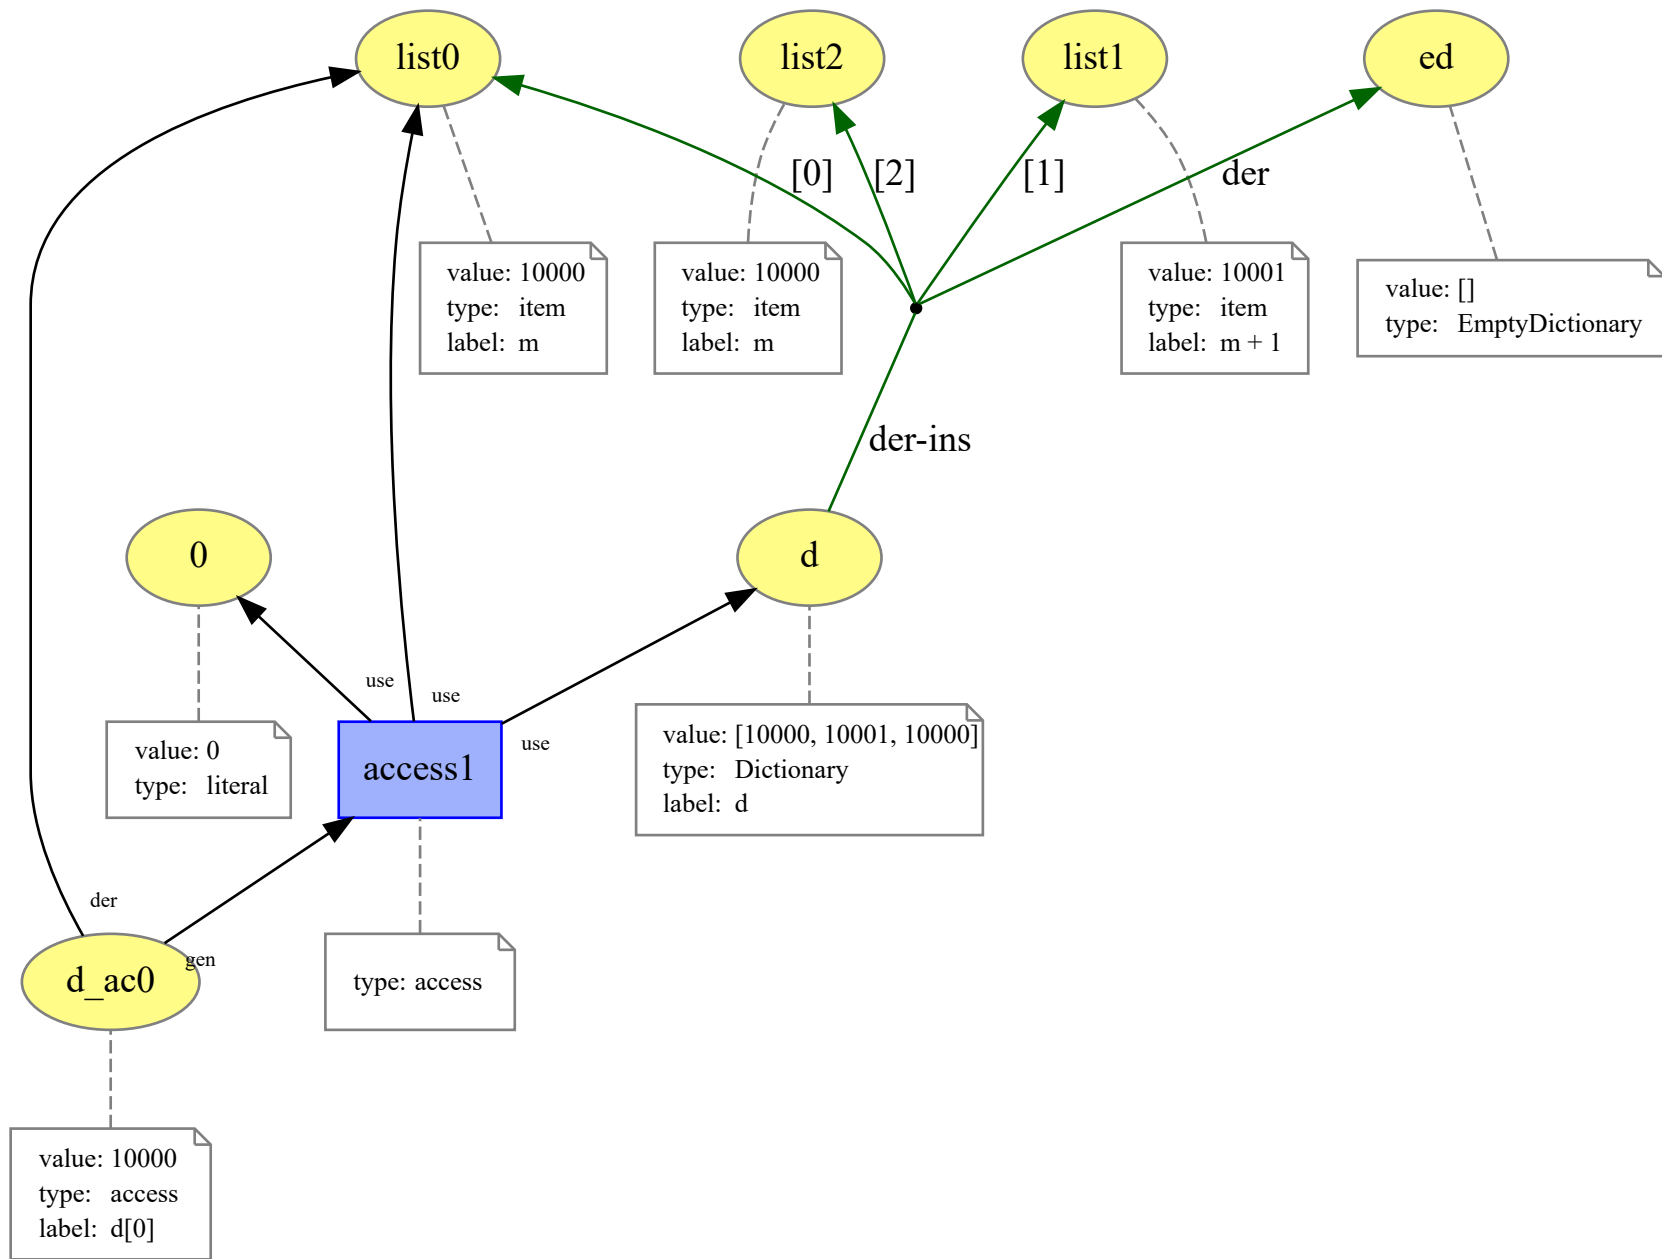 list0
list2
list1
ed
[0]
[2]
[1]
der
value: 10000
type: item
label: m
value: 10000
type: item
label: m
value: 10001
type: item
label: m + 1
value: []
type: EmptyDictionary
der-ins
0
d
use
use
use
value: 0
type: literal
access1
value: [10000, 10001, 10000]
type: Dictionary
label: d
der
gen
d_ac0
type: access
value: 10000
type: access
label: d[0]